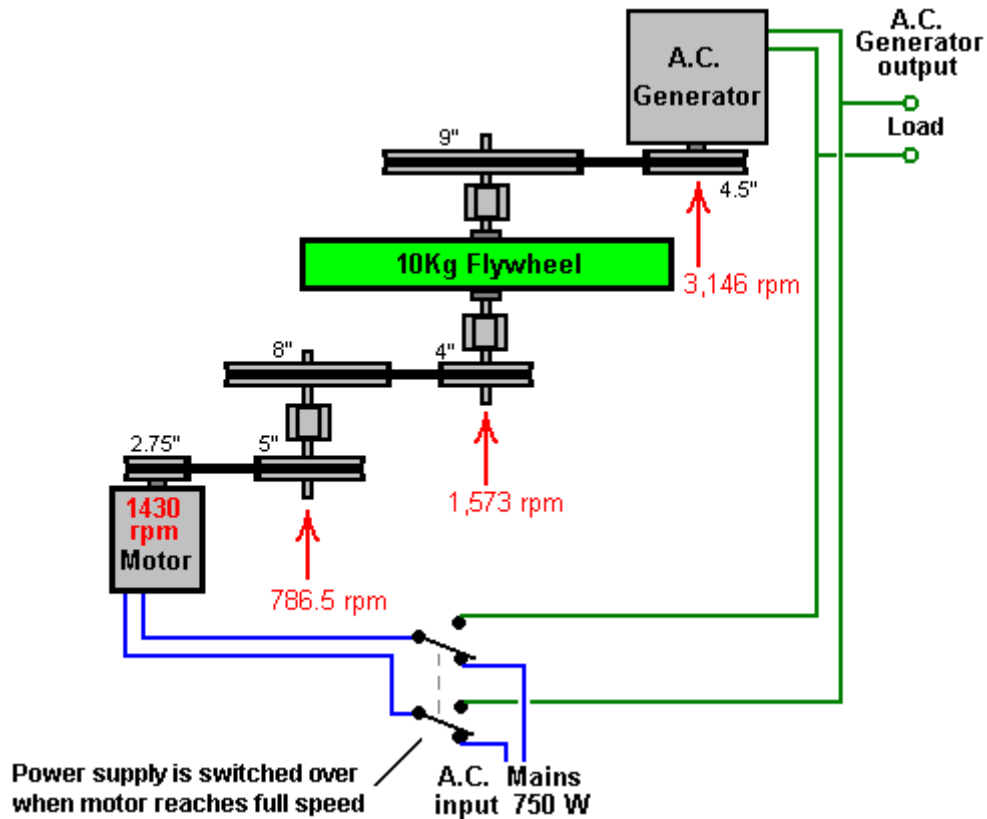 A.C.
Generator
A.C.
Generator
output
Load
9"
4.5"
10Kg Flywheel
3,146 rpm
8"
4"
2.75"
5"
1430
rpm
Motor
1,573 rpm
786.5 rpm
Power supply is switched over
when motor reaches full speed
A.C. Mains
input 750 W